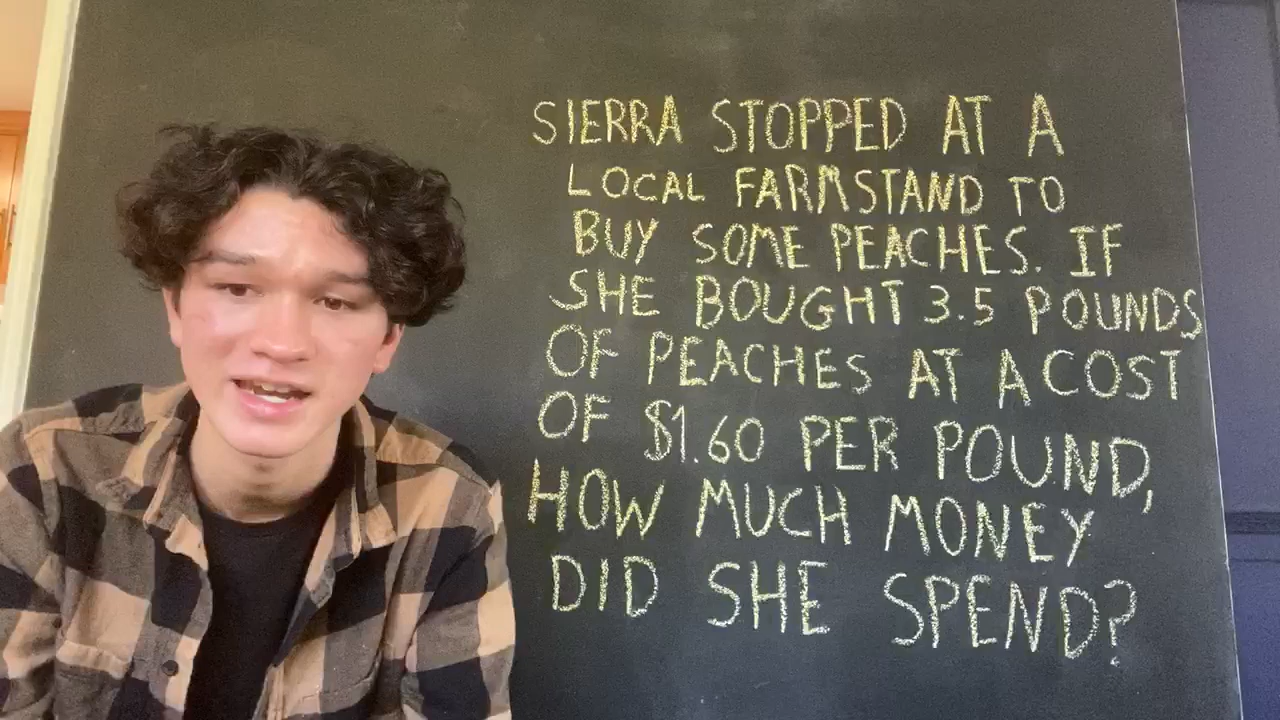 SIERRA STOPPED AT A
LOCAL FARMSTAND TO
BUY SOME PEACHES. IF
SHE BOUGHT 3.5 POUNDS
OF PEACHES AT A COST
OF $1.60 PER POUND,
HOW MUCH MONEY
DID SHE SPEND?